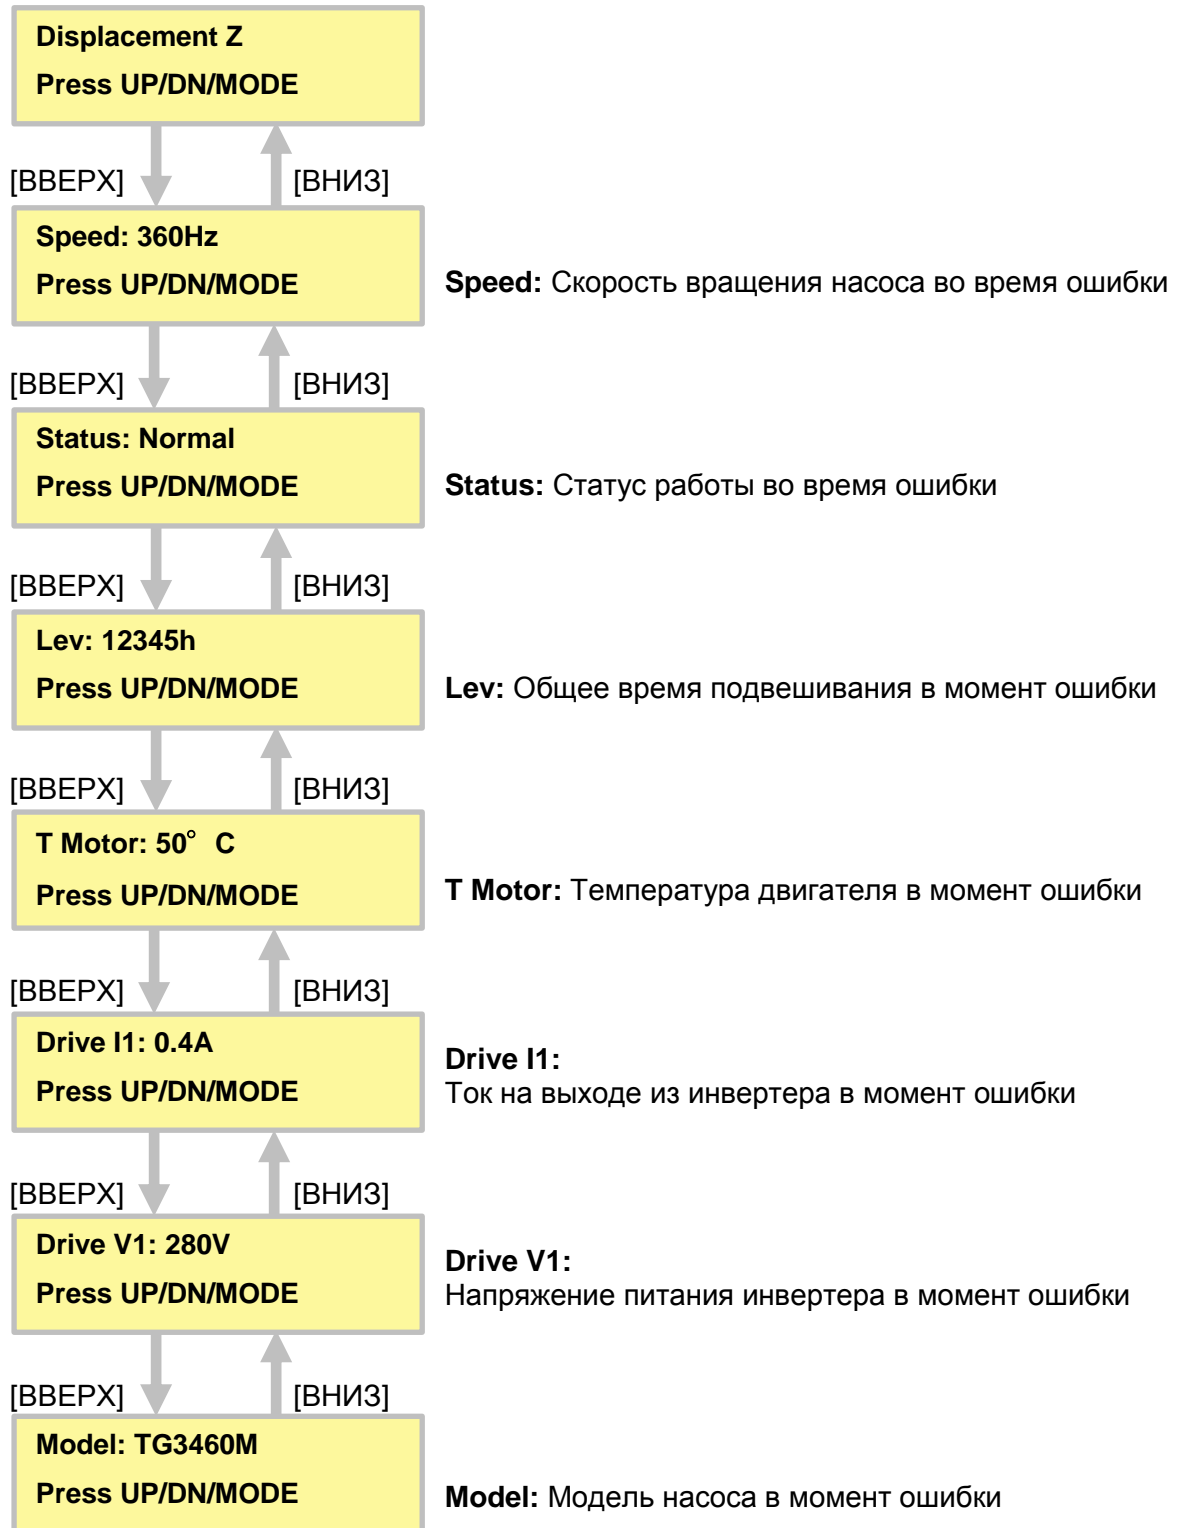 Displacement Z
Press UP/DN/MODE
[ВВЕРХ] [ВНИЗ]
Speed: 360Hz
Press UP/DN/MODE
Speed: Скорость вращения насоса во время ошибки
[ВВЕРХ] [ВНИЗ]
Status: Normal
Press UP/DN/MODE
Status: Статус работы во время ошибки
[ВВЕРХ] [ВНИЗ]
Lev: 12345h
Press UP/DN/MODE
Lev: Общее время подвешивания в момент ошибки
[ВВЕРХ] [ВНИЗ]
T Motor: 50° C
Press UP/DN/MODE
T Motor: Температура двигателя в момент ошибки
[ВВЕРХ] [ВНИЗ]
Drive I1: 0.4A
Press UP/DN/MODE
Drive I1:
Ток на выходе из инвертера в момент ошибки
[ВВЕРХ] [ВНИЗ]
Drive V1: 280V
Press UP/DN/MODE
Drive V1:
Напряжение питания инвертера в момент ошибки
[ВВЕРХ] [ВНИЗ]
Model: TG3460M
Press UP/DN/MODE
Model: Модель насоса в момент ошибки